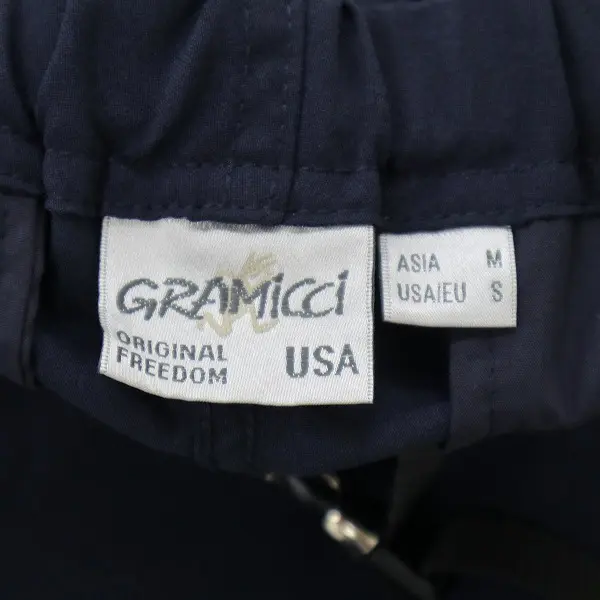 GRAMiCCi
ORIGINAL
FREEDOM
USA
ASIA M
USA/EU S